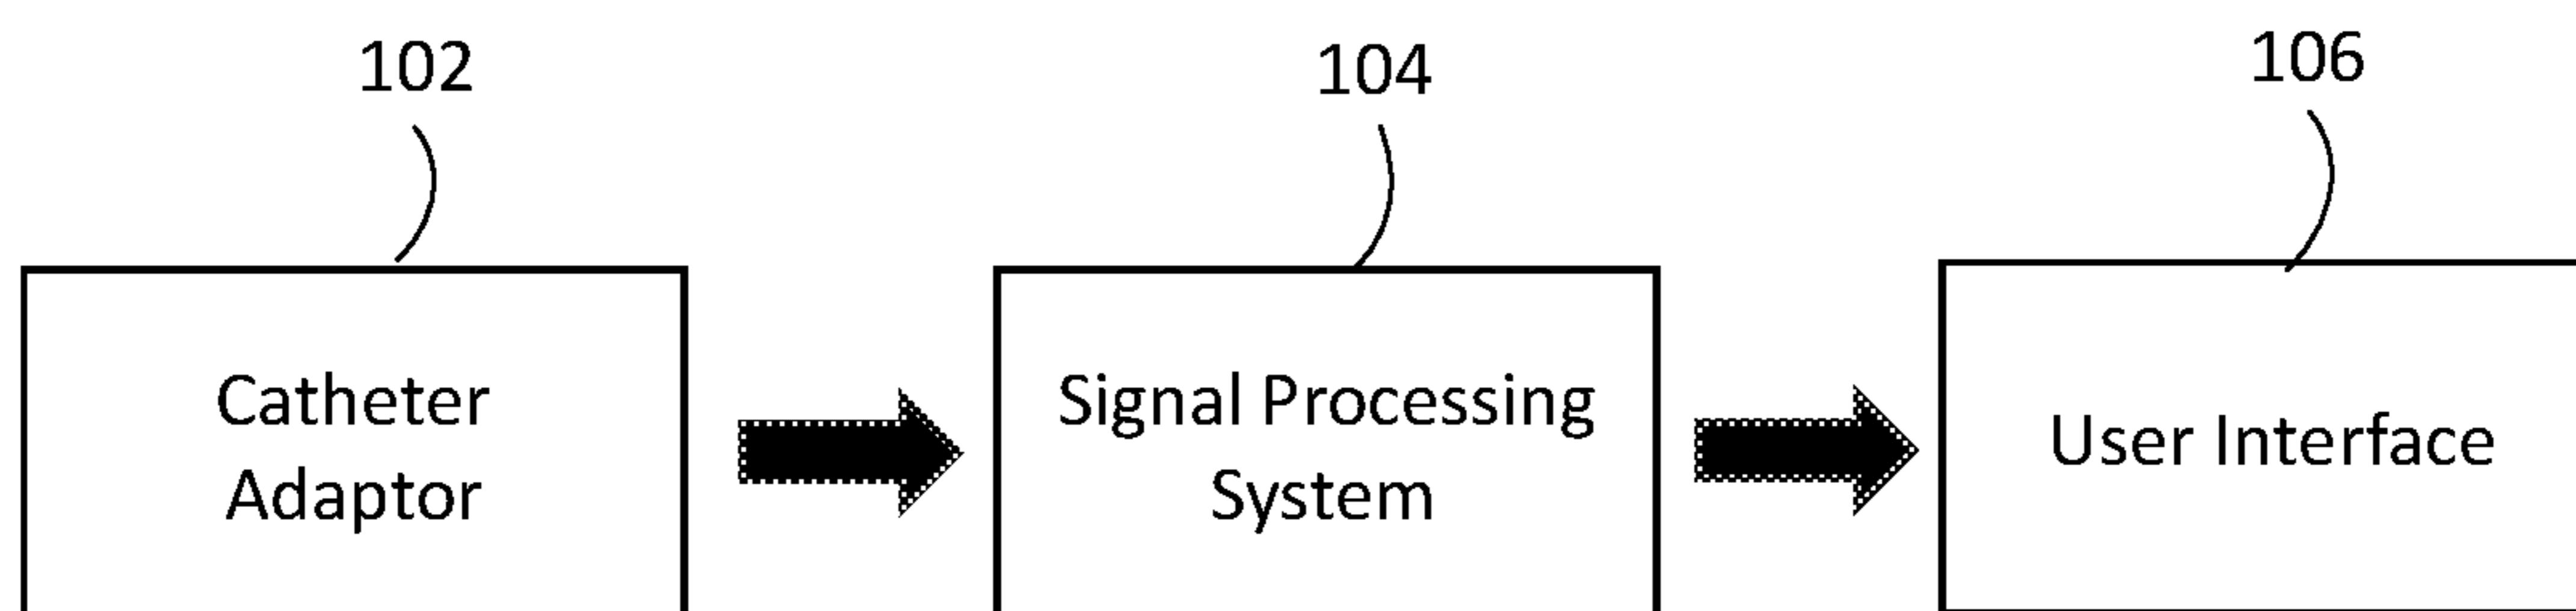 102
104
106
Catheter
Adaptor
Signal Processing
System
User Interface